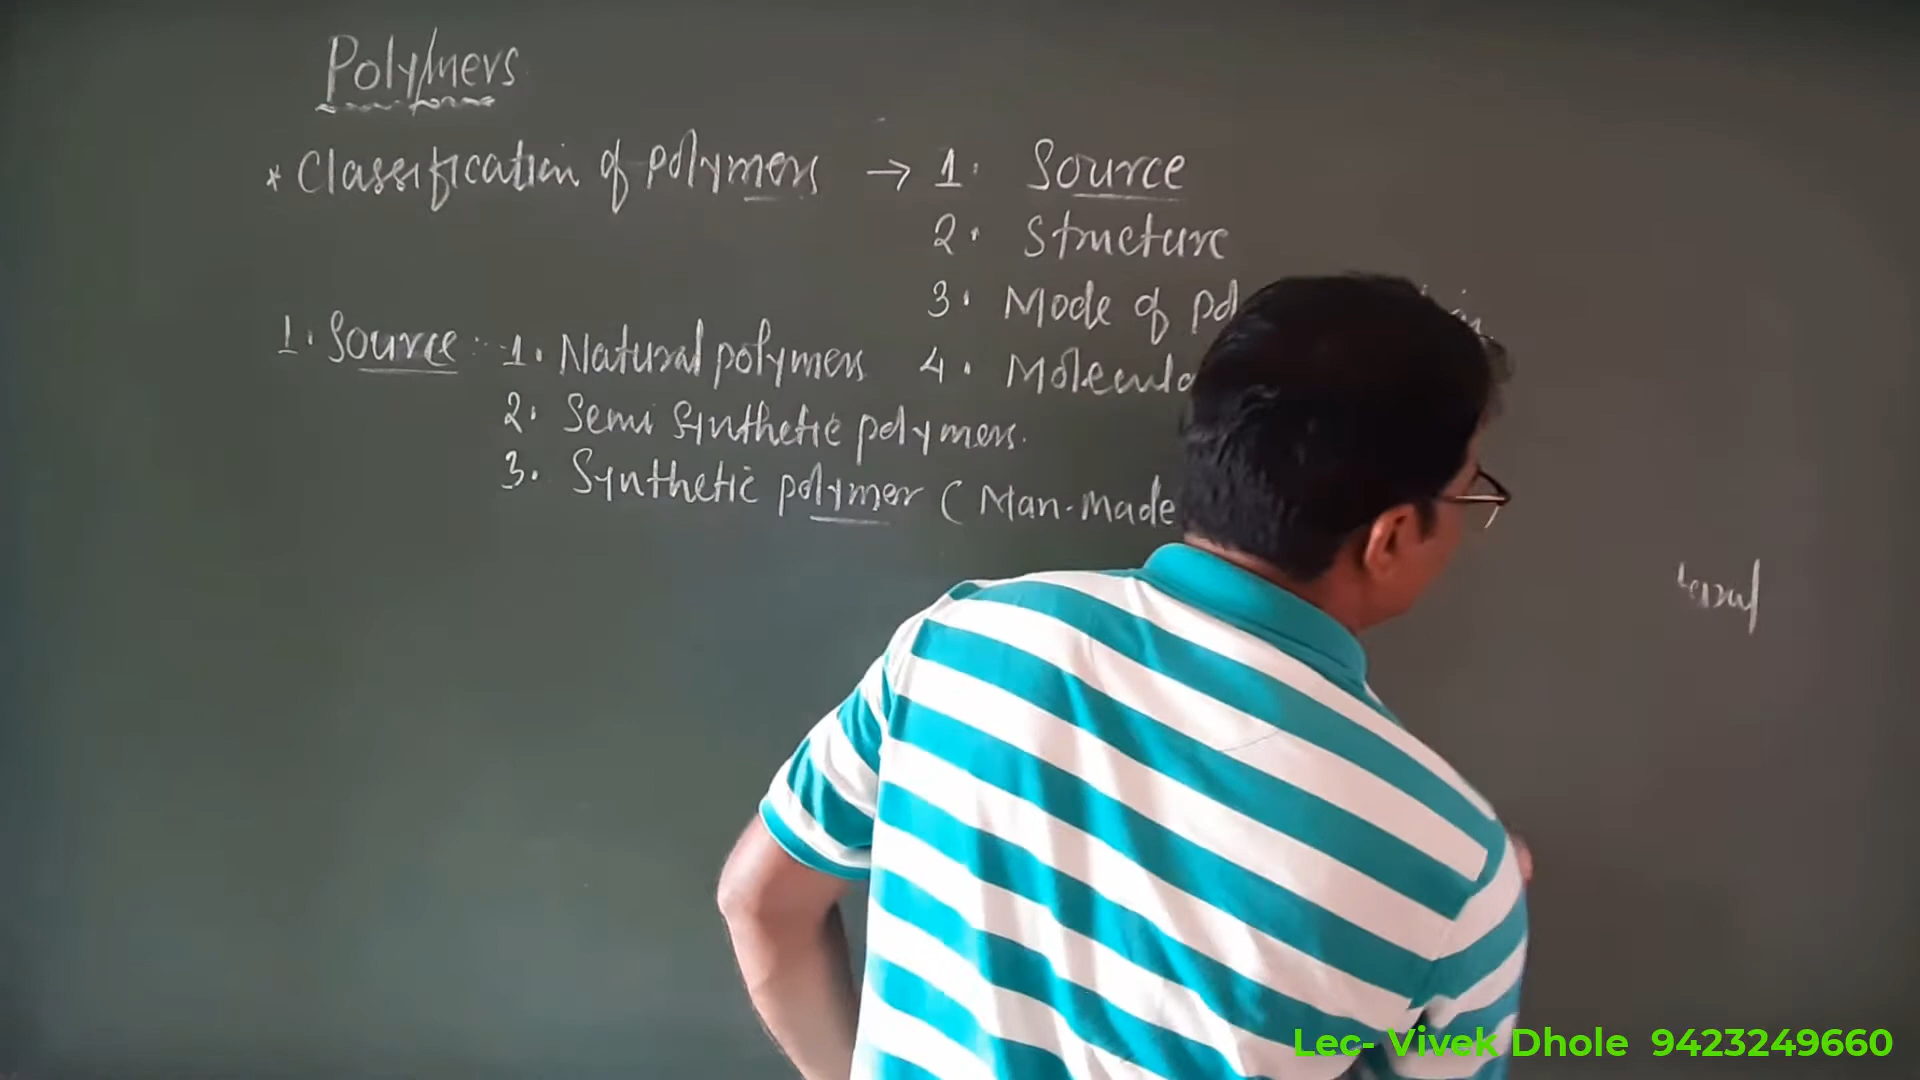 Polymers
* Classification of polymers → 1. Source
2. Structure
3. Mode of
4. 
1. Source :- 1. Natural polymers
2. Semi synthetic polymers.
3. Synthetic polymer (Man-made
Lec- Vivek Dhole 9423249660